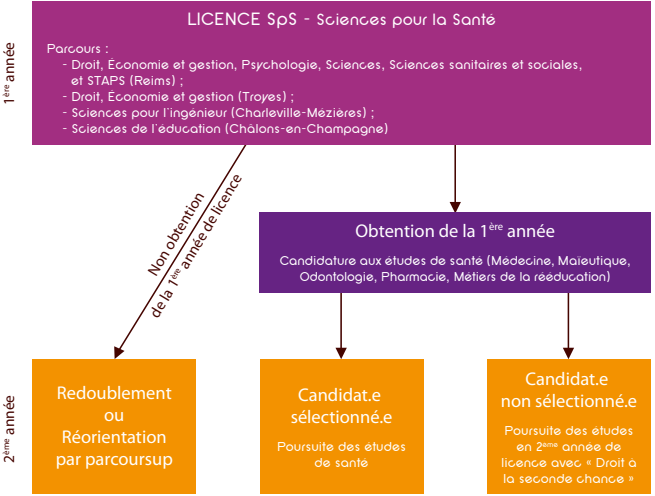 1ère année
LICENCE SpS - Sciences pour la Santé
Parcours :
- Droit, Économie et gestion, Psychologie, Sciences, Sciences sanitaires et sociales,
et STAPS (Reims) ;
- Droit, Économie et gestion (Troyes) ;
- Sciences pour l'ingénieur (Charleville-Mézières) ;
- Sciences de l'éducation (Châlons-en-Champagne)
Non obtention
de la 1ère année de licence
Obtention de la 1ère année
Candidature aux études de santé (Médecine, Maïeutique,
Odontologie, Pharmacie, Métiers de la rééducation)
2ème année
Redoublement
ou
Réorientation
par parcoursup
Candidat.e
sélectionné.e
Poursuite des études
de santé
Candidat.e
non sélectionné.e
Poursuite des études
en 2ème année de
licence avec « Droit à
la seconde chance »